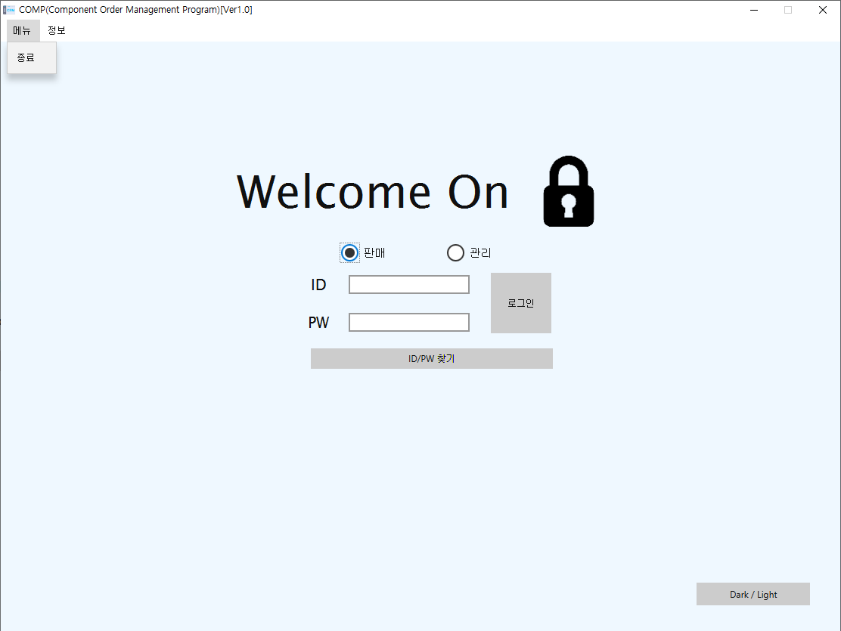 COMP(Component Order Management Program)[Ver1.0]
메뉴 정보
종료
Welcome On
판매 관리
ID
로그인
PW
ID/PW 찾기
Dark / Light